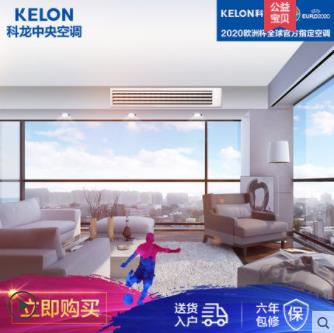 KELON
科龙中央空调
KELON科
公益
宝贝
EURO2020
2020欧洲杯全球官方指定空调
立即购买
送货
入户
六年
包修
保